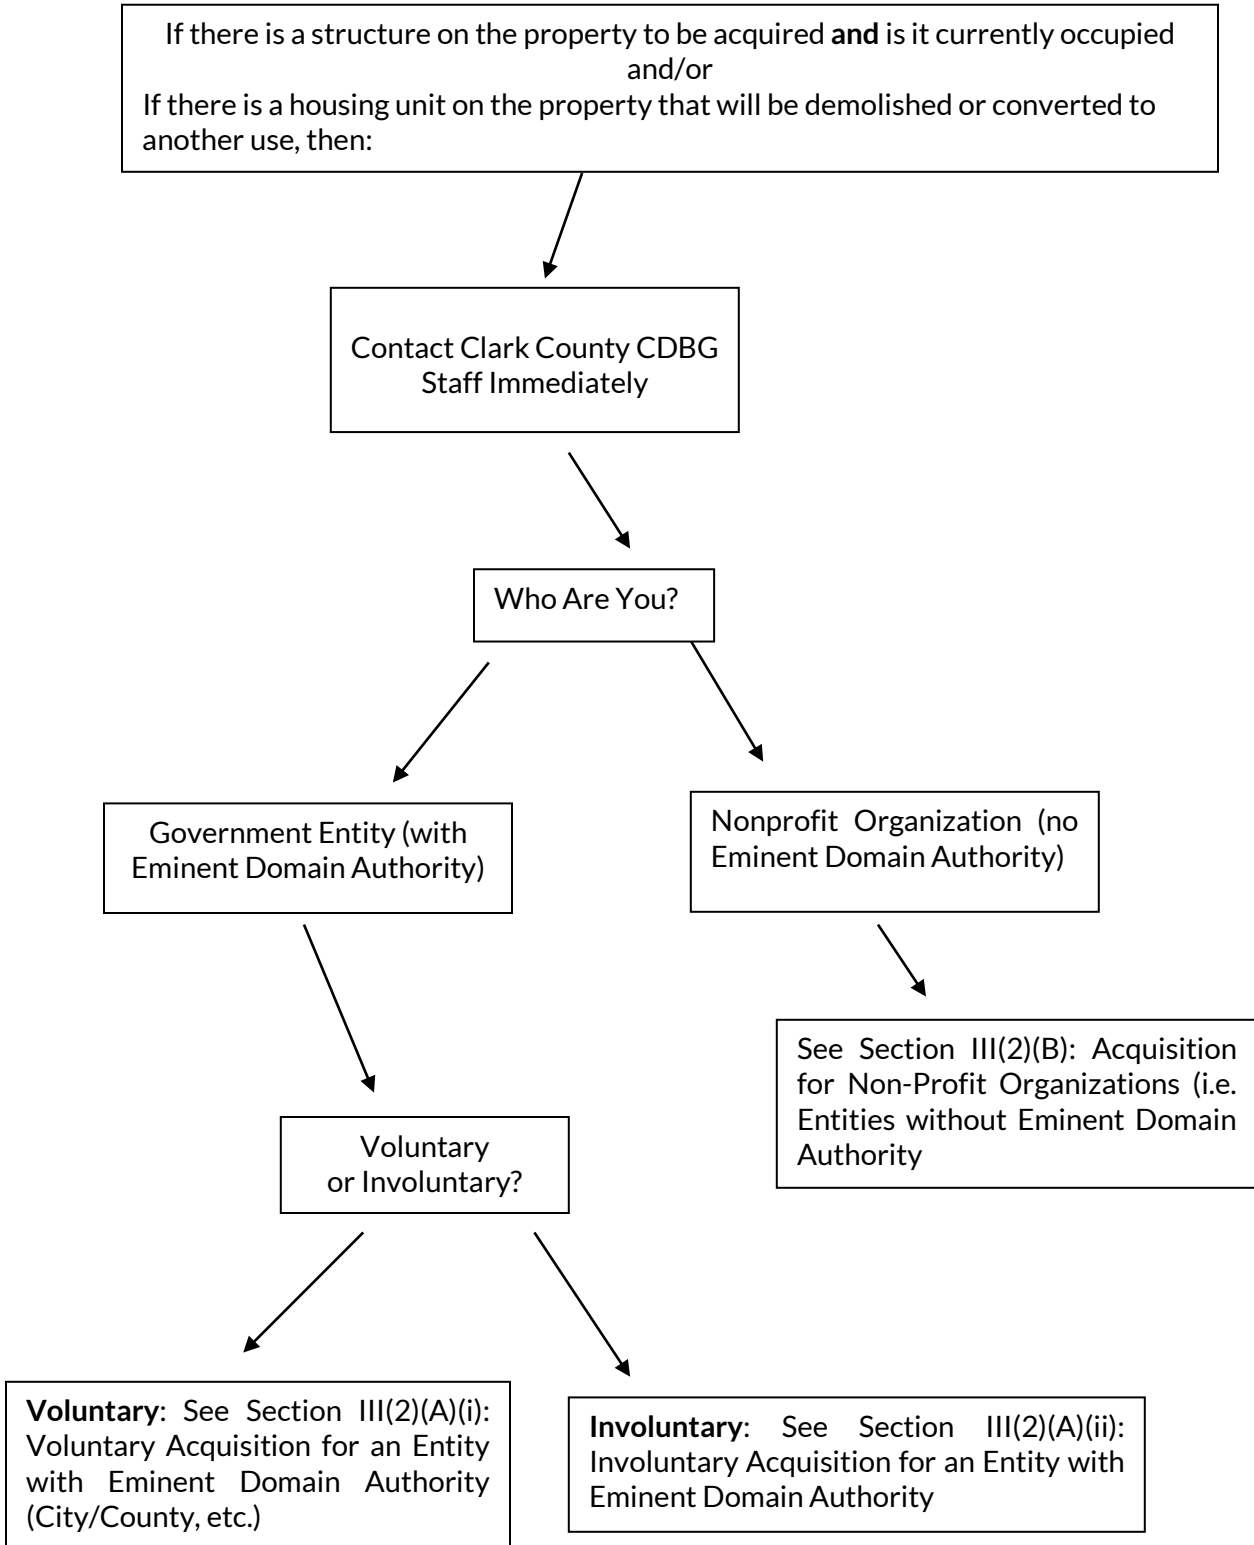 If there is a structure on the property to be acquired and is it currently occupied
and/or
If there is a housing unit on the property that will be demolished or converted to
another use, then:
Contact Clark County CDBG
Staff Immediately
Who Are You?
Government Entity (with
Eminent Domain Authority)
Nonprofit Organization (no
Eminent Domain Authority)
See Section III(2)(B): Acquisition
for Non-Profit Organizations (i.e.
Entities without Eminent Domain
Authority
Voluntary
or Involuntary?
Voluntary: See Section III(2)(A)(i):
Voluntary Acquisition for an Entity
with Eminent Domain Authority
(City/County, etc.)
Involuntary: See Section III(2)(A)(ii):
Involuntary Acquisition for an Entity with
Eminent Domain Authority